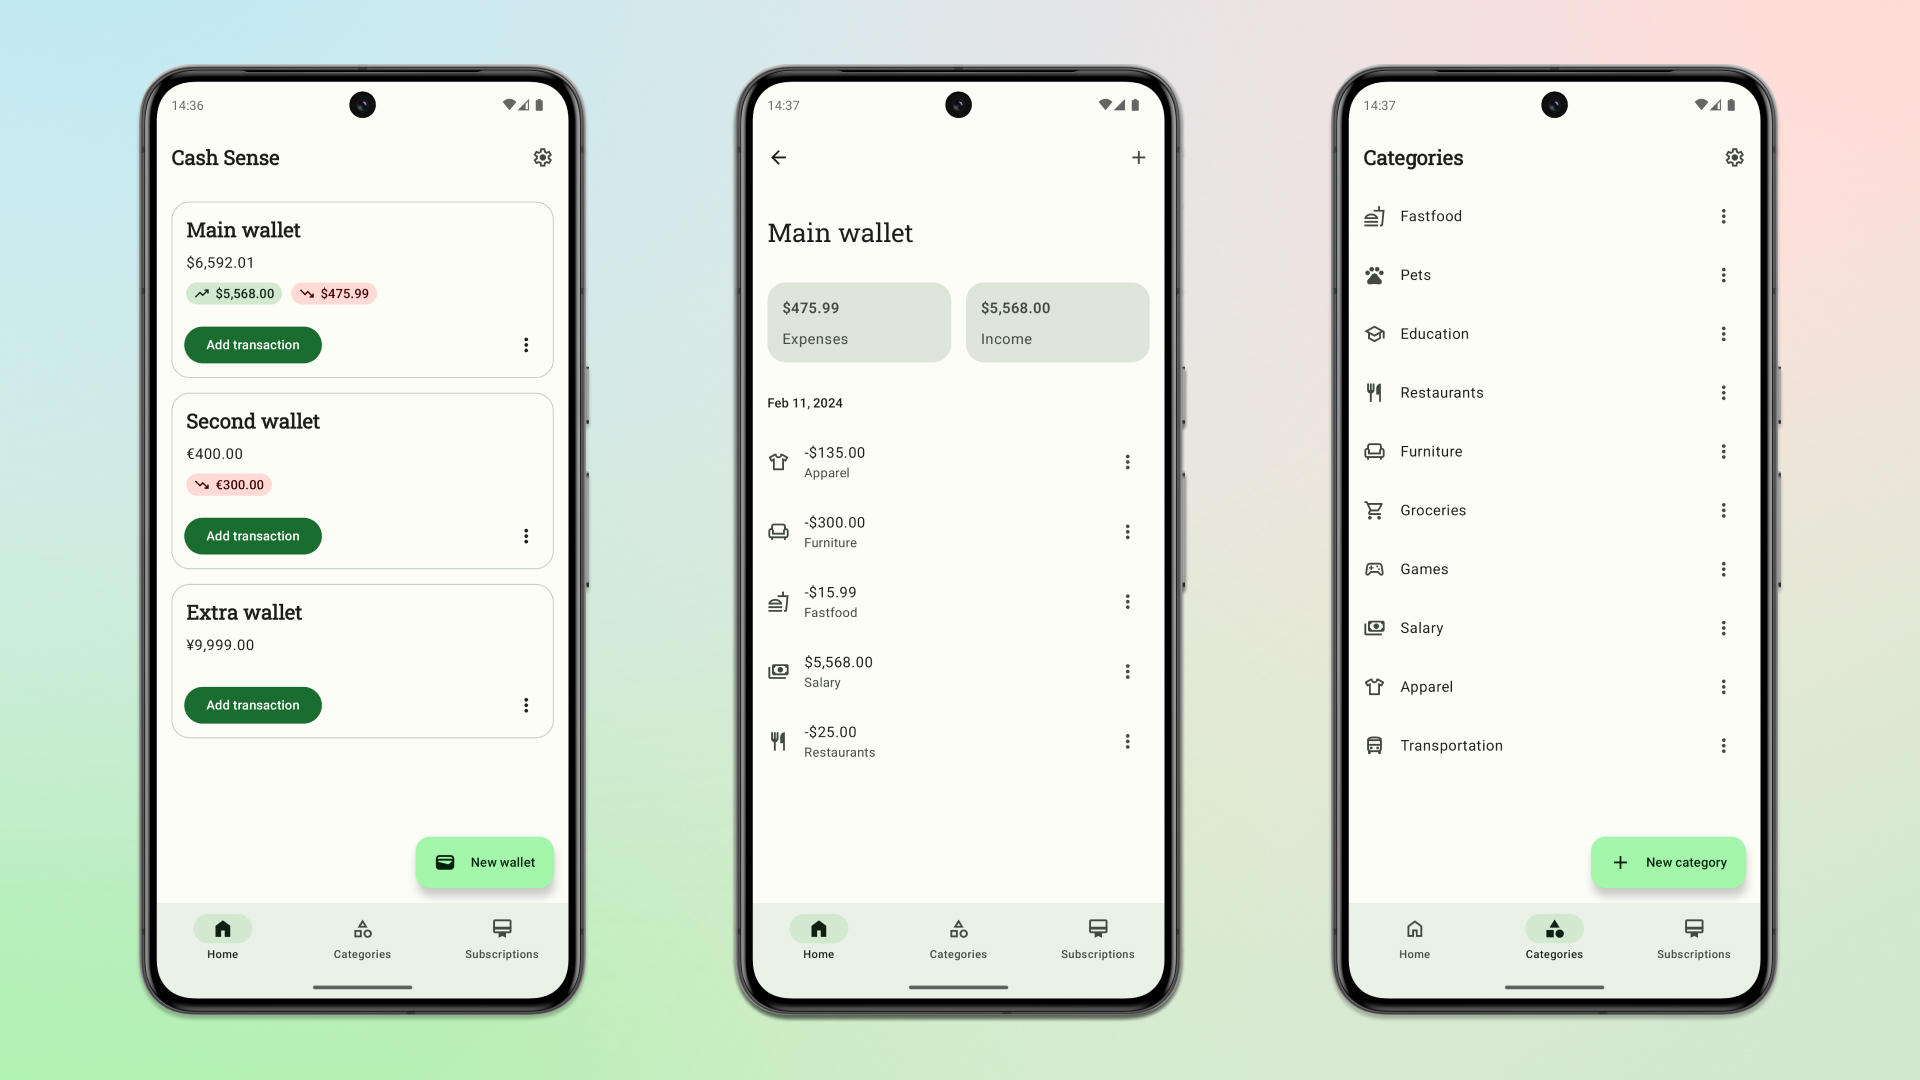 14:36
Cash Sense
Main wallet
$6,592.01
$5,568.00 $475.99
Add transaction
Second wallet
€400.00
€300.00
Add transaction
Extra wallet
¥9,999.00
Add transaction
New wallet
Home Categories Subscriptions
14:37
Main wallet
$475.99 $5,568.00
Expenses Income
Feb 11, 2024
-$135.00
Apparel
-$300.00
Furniture
-$15.99
Fastfood
$5,568.00
Salary
-$25.00
Restaurants
Home Categories Subscriptions
14:37
Categories
Fastfood
Pets
Education
Restaurants
Furniture
Groceries
Games
Salary
Apparel
Transportation
New category
Home Categories Subscriptions